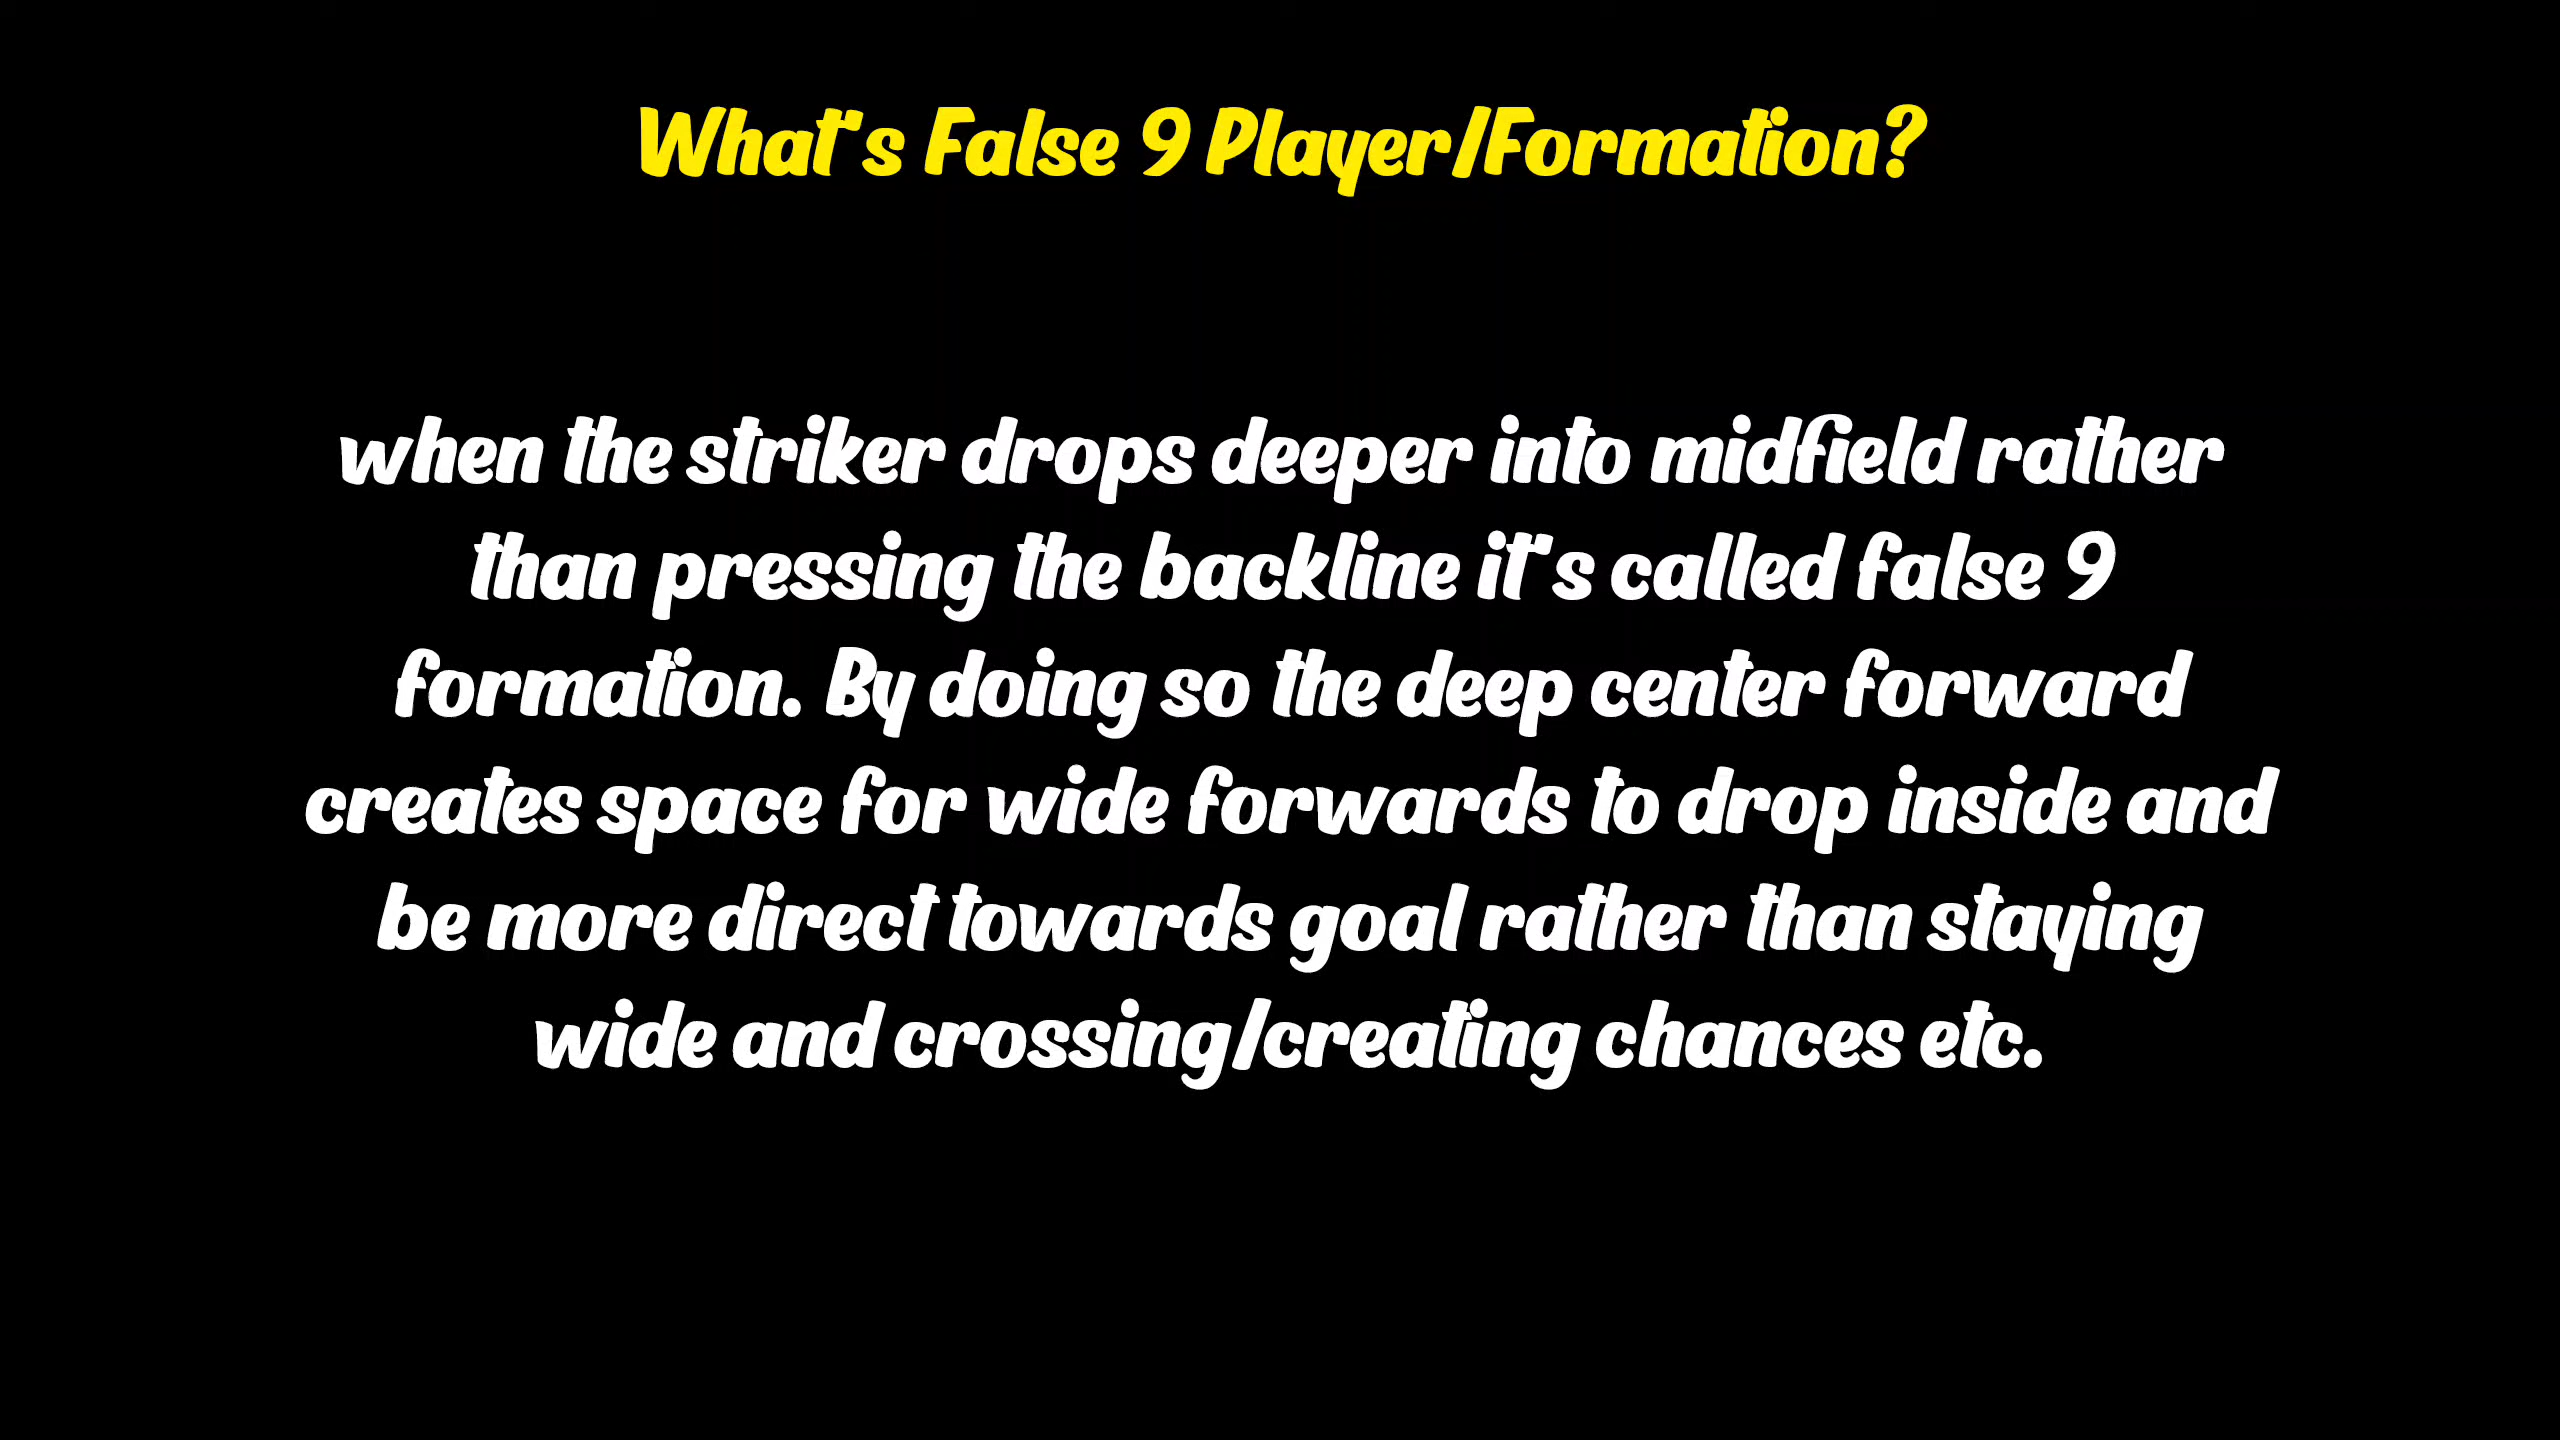 What's False 9 Player/Formation?
when the striker drops deeper into midfield rather
than pressing the backline it's called false 9
formation. By doing so the deep center forward
creates space for wide forwards to drop inside and
be more direct towards goal rather than staying
wide and crossing/creating chances etc.